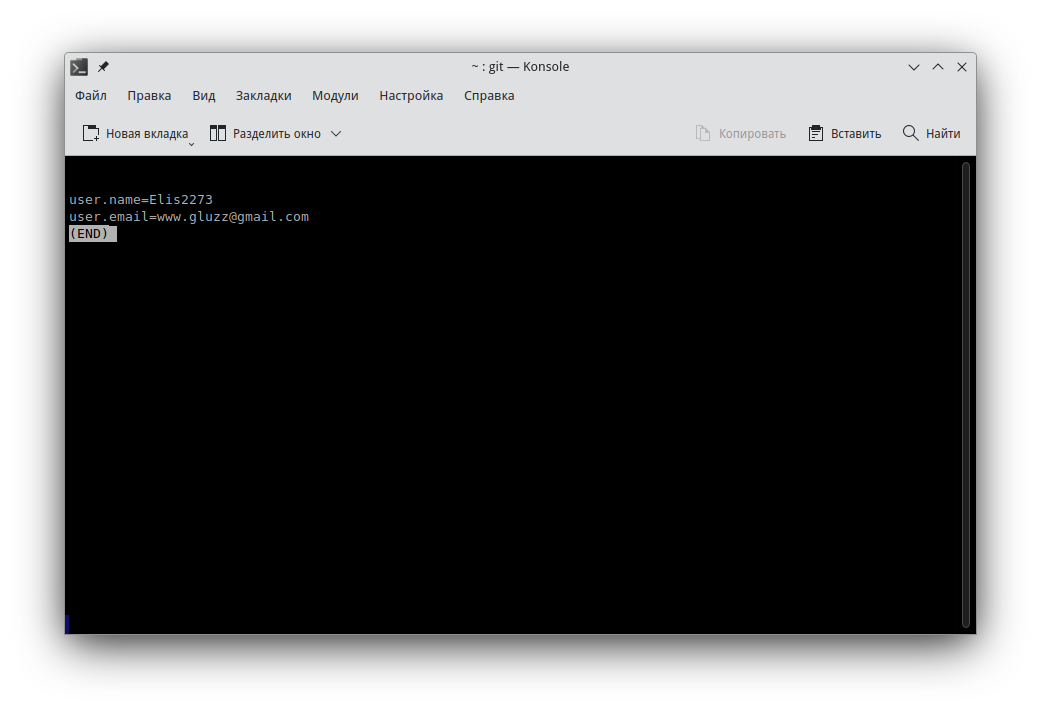 ~ : git — Konsole
Файл Правка Вид Закладки Модули Настройка Справка
Новая вкладка Разделить окно Копировать Вставить Найти
user.name=Elis2273
user.email=www.gluzz@gmail.com
(END)